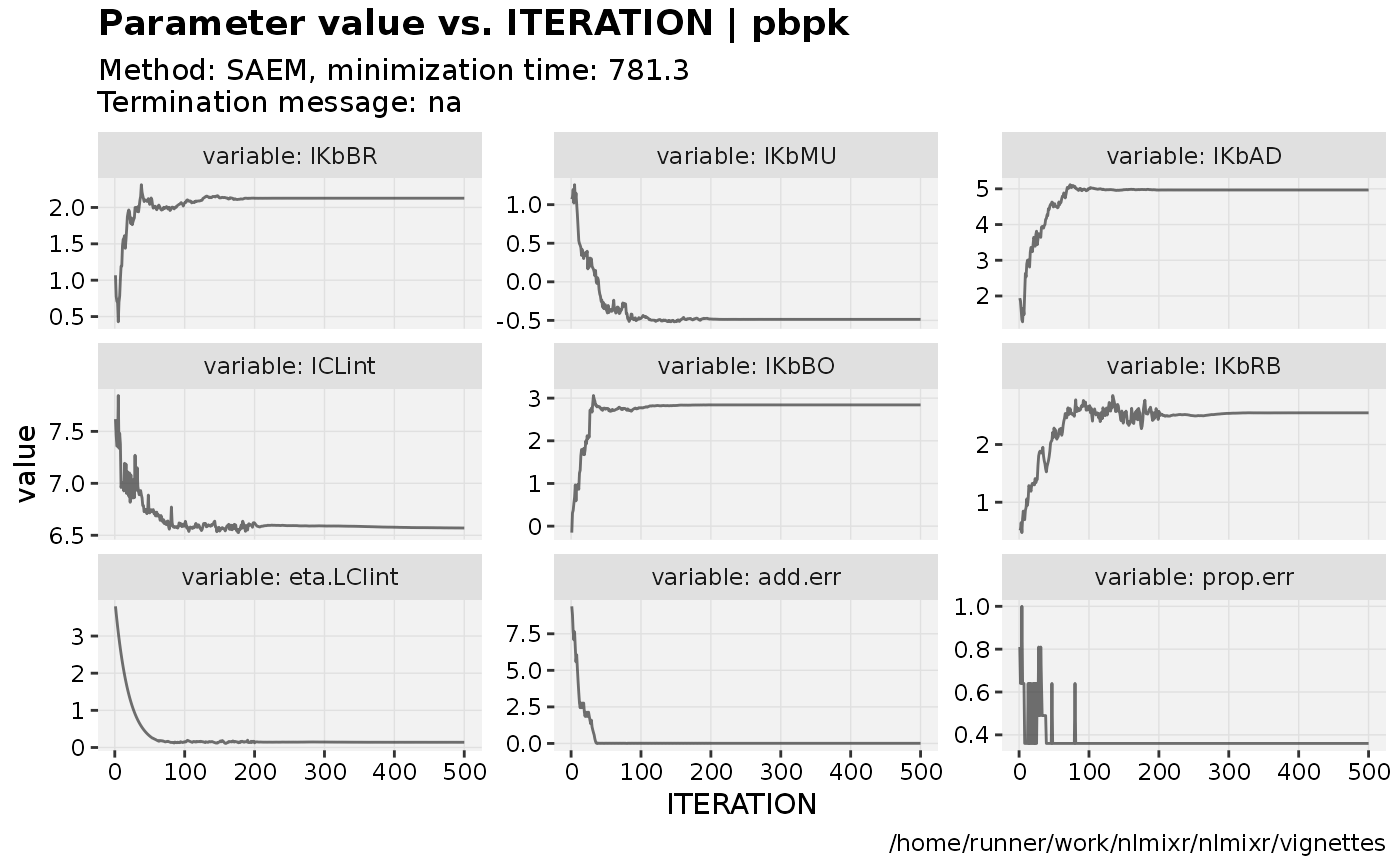 Parameter value vs. ITERATION | pbpk
Method: SAEM, minimization time: 781.3
Termination message: na
variable: lKbBR
variable: lKbMU
variable: lKbAD
2.0
1.5
1.0
0.5
1.0
0.5
0.0
-0.5
5
4
3
2
variable: lCLint
variable: lKbBO
variable: lKbRB
7.5
7.0
6.5
3
2
1
0
2
1
variable: eta.LClint
variable: add.err
variable: prop.err
3
2
1
0
7.5
5.0
2.5
0.0
1.0
0.8
0.6
0.4
0 100 200 300 400 500
0 100 200 300 400 500
0 100 200 300 400 500
value
ITERATION
/home/runner/work/nlmixr/nlmixr/vignettes